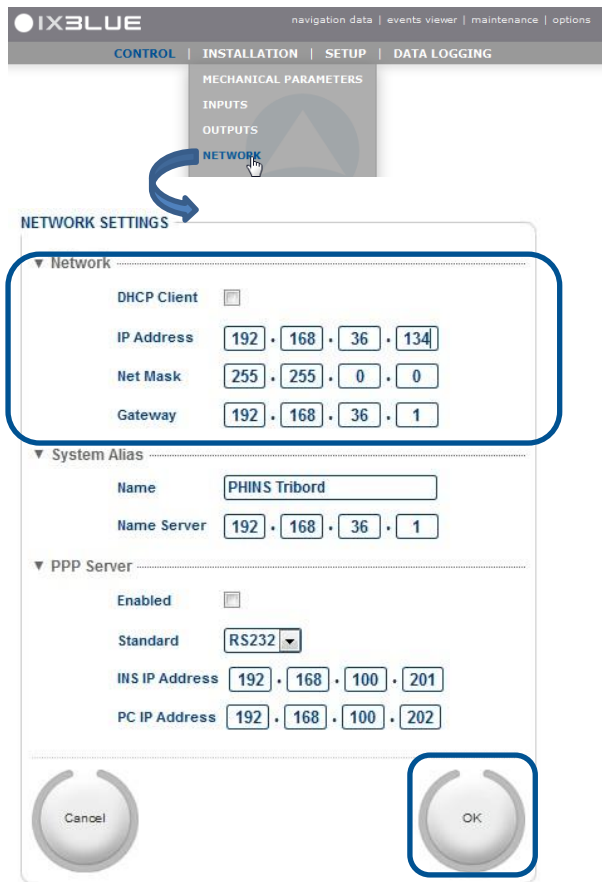 IXBLUE
navigation data | events viewer | maintenance | options
CONTROL | INSTALLATION | SETUP | DATA LOGGING
MECHANICAL PARAMETERS
INPUTS
OUTPUTS
NETWORK
NETWORK SETTINGS
▼ Network
DHCP Client
IP Address 192 . 168 . 36 . 134
Net Mask 255 . 255 . 0 . 0
Gateway 192 . 168 . 36 . 1
▼ System Alias
Name PHINS Tribord
Name Server 192 . 168 . 36 . 1
▼ PPP Server
Enabled
Standard RS232
INS IP Address 192 . 168 . 100 . 201
PC IP Address 192 . 168 . 100 . 202
Cancel OK